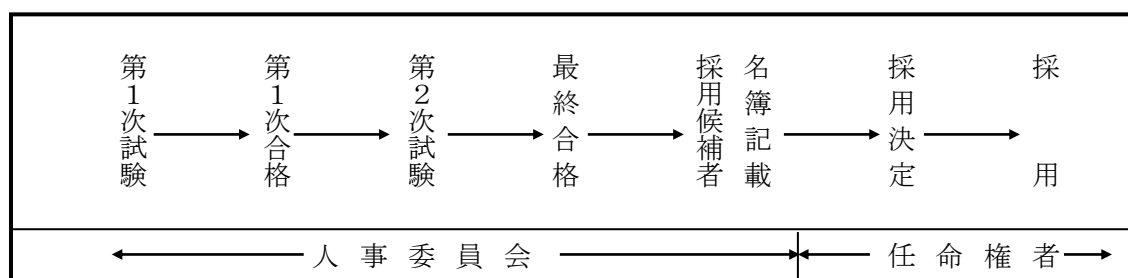 第１次試験
第１次合格
第２次試験
最終合格
採用候補者
名簿記載
採用決定
採用
人事委員会
任命権者